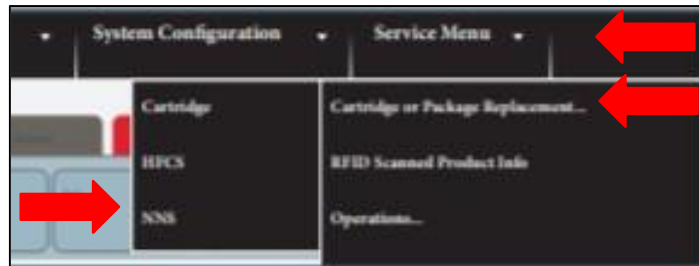 System Configuration Service Menu
Cartridge Cartridge or Package Replacement...
HFCS RFID Scanned Product Info
NNS Operations...